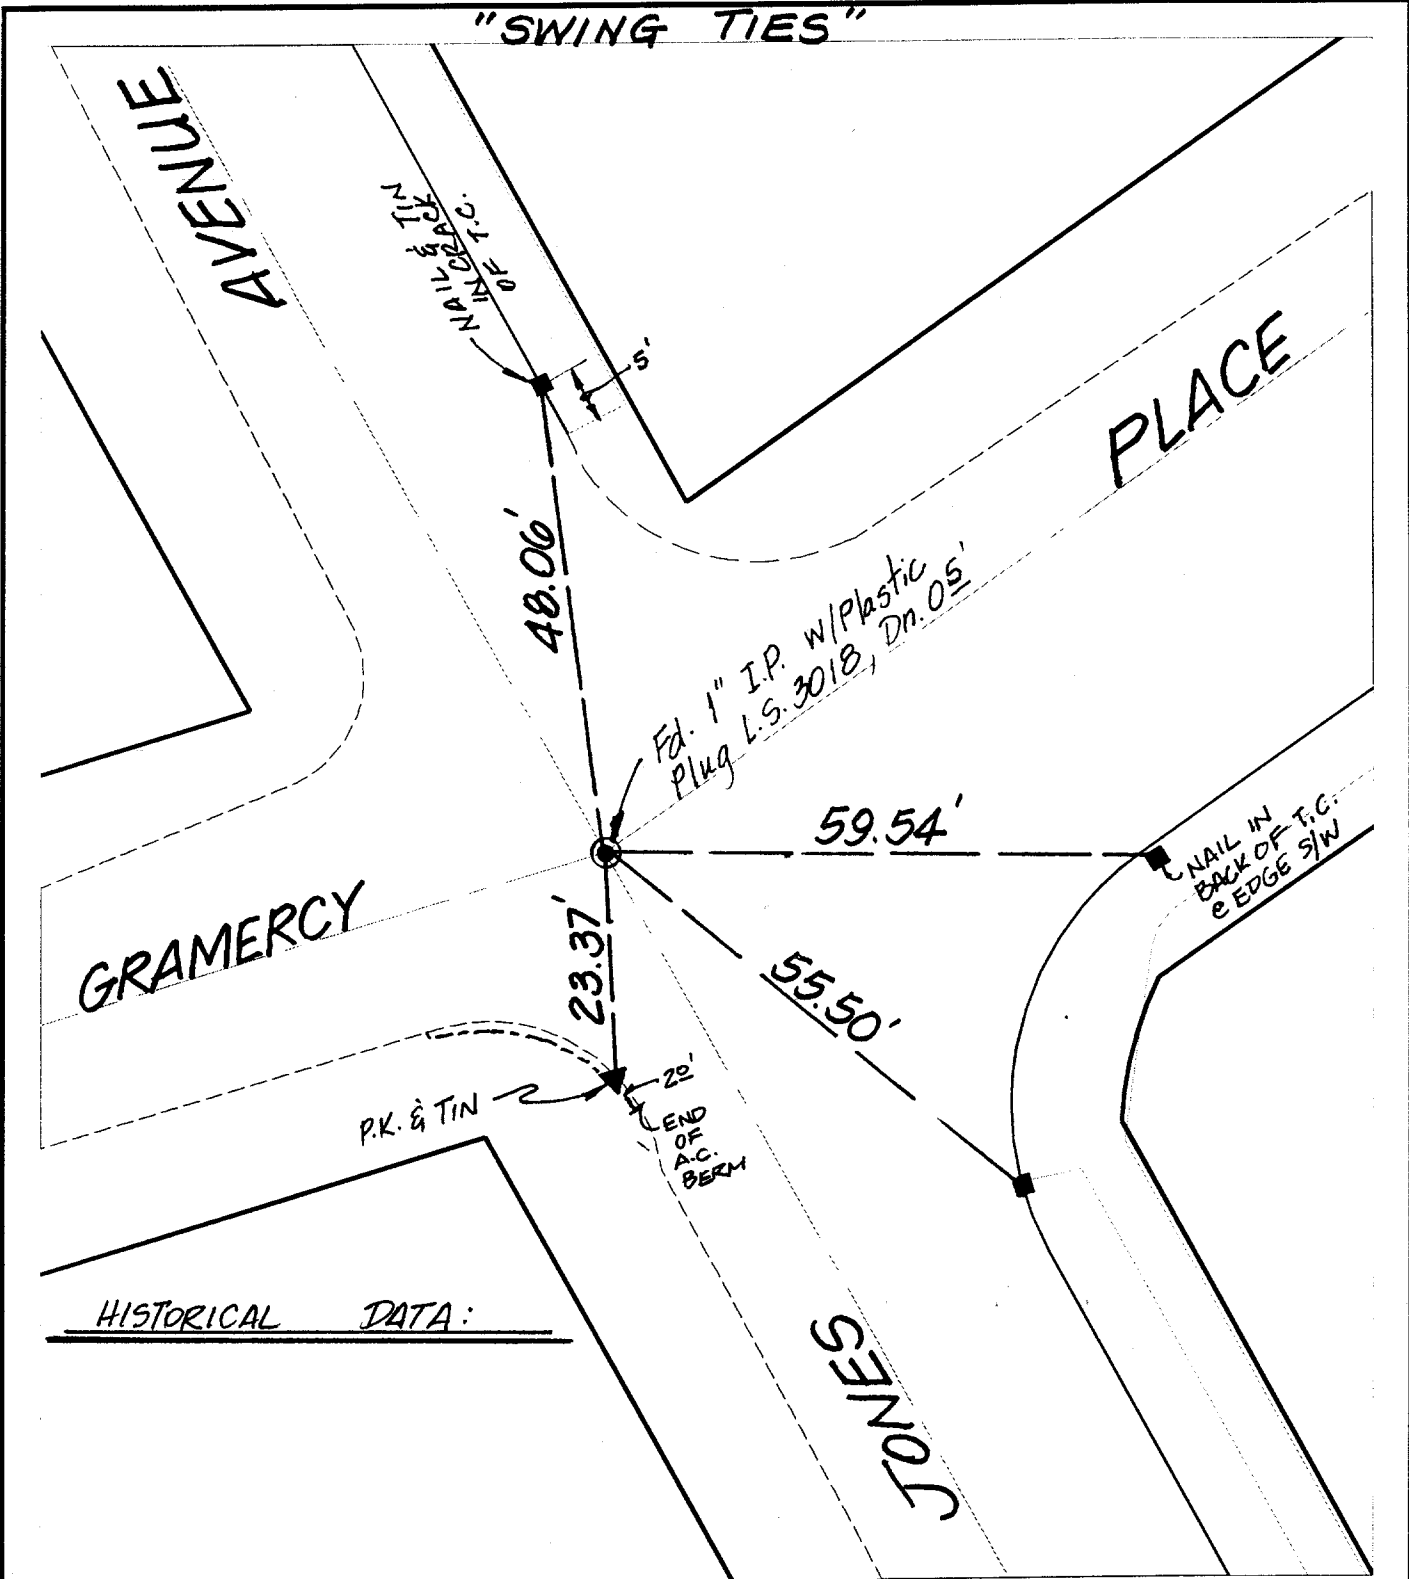 "SWING TIES"
AVENUE
NAIL & TIN
IN CRACK
OF T.C.
5'
PLACE
48.06'
Fd. 1" I.P. w/Plastic
Plug L.S. 3018, Dn. 05'
59.54'
NAIL IN
BACK OF T.C.
@ EDGE S/W
GRAMERCY
23.37'
55.50'
20'
P.K. & TIN
END
OF
A.C.
BERM
HISTORICAL DATA:
JONES